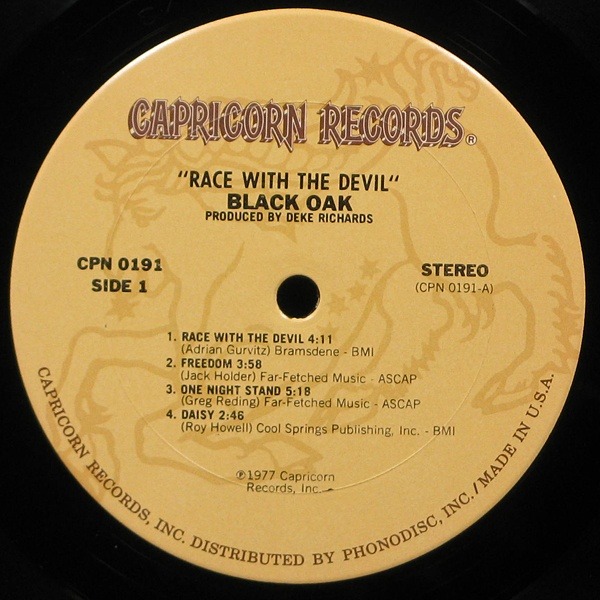 CAPRICORN RECORDS®
"RACE WITH THE DEVIL"
BLACK OAK
PRODUCED BY DEKE RICHARDS
CPN 0191
SIDE 1
STEREO
(CPN 0191-A)
1. RACE WITH THE DEVIL 4:11
(Adrian Gurvitz) Bramsdene - BMI
2. FREEDOM 3:58
(Jack Holder) Far-Fetched Music - ASCAP
3. ONE NIGHT STAND 5:18
(Greg Reding) Far-Fetched Music - ASCAP
4. DAISY 2:46
(Roy Howell) Cool Springs Publishing, Inc. - BMI
℗1977 Capricorn
Records, Inc.
CAPRICORN RECORDS, INC. DISTRIBUTED BY PHONODISC, INC./MADE IN U.S.A.